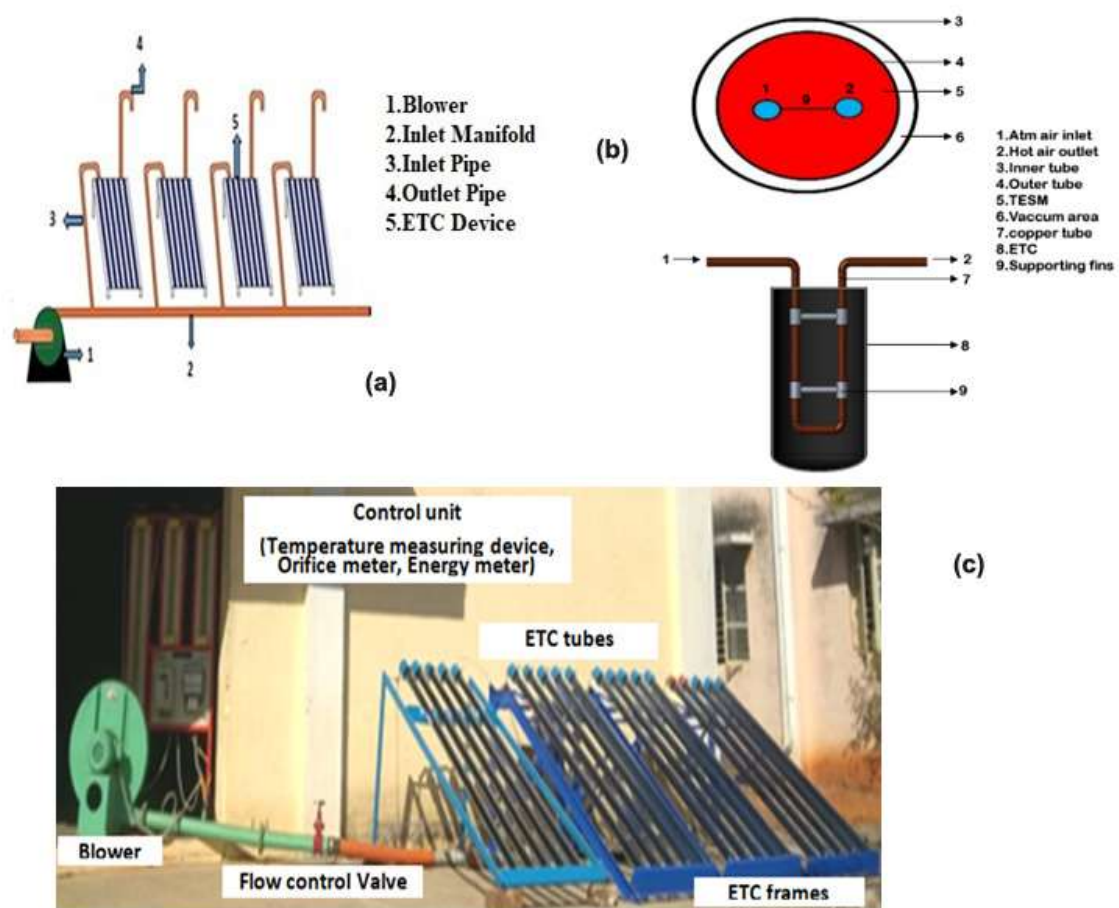 4
5
3
1
2
1.Blower
2.Inlet Manifold
3.Inlet Pipe
4.Outlet Pipe
5.ETC Device
(a)
(b)
3
4
1
9
2
5
6
1.Atm air inlet
2.Hot air outlet
3.Inner tube
4.Outer tube
5.TESM
6.Vaccum area
7.copper tube
8.ETC
9.Supporting fins
1
2
7
8
9
Control unit
(Temperature measuring device,
Orifice meter, Energy meter)
(c)
ETC tubes
Blower
Flow control Valve
ETC frames